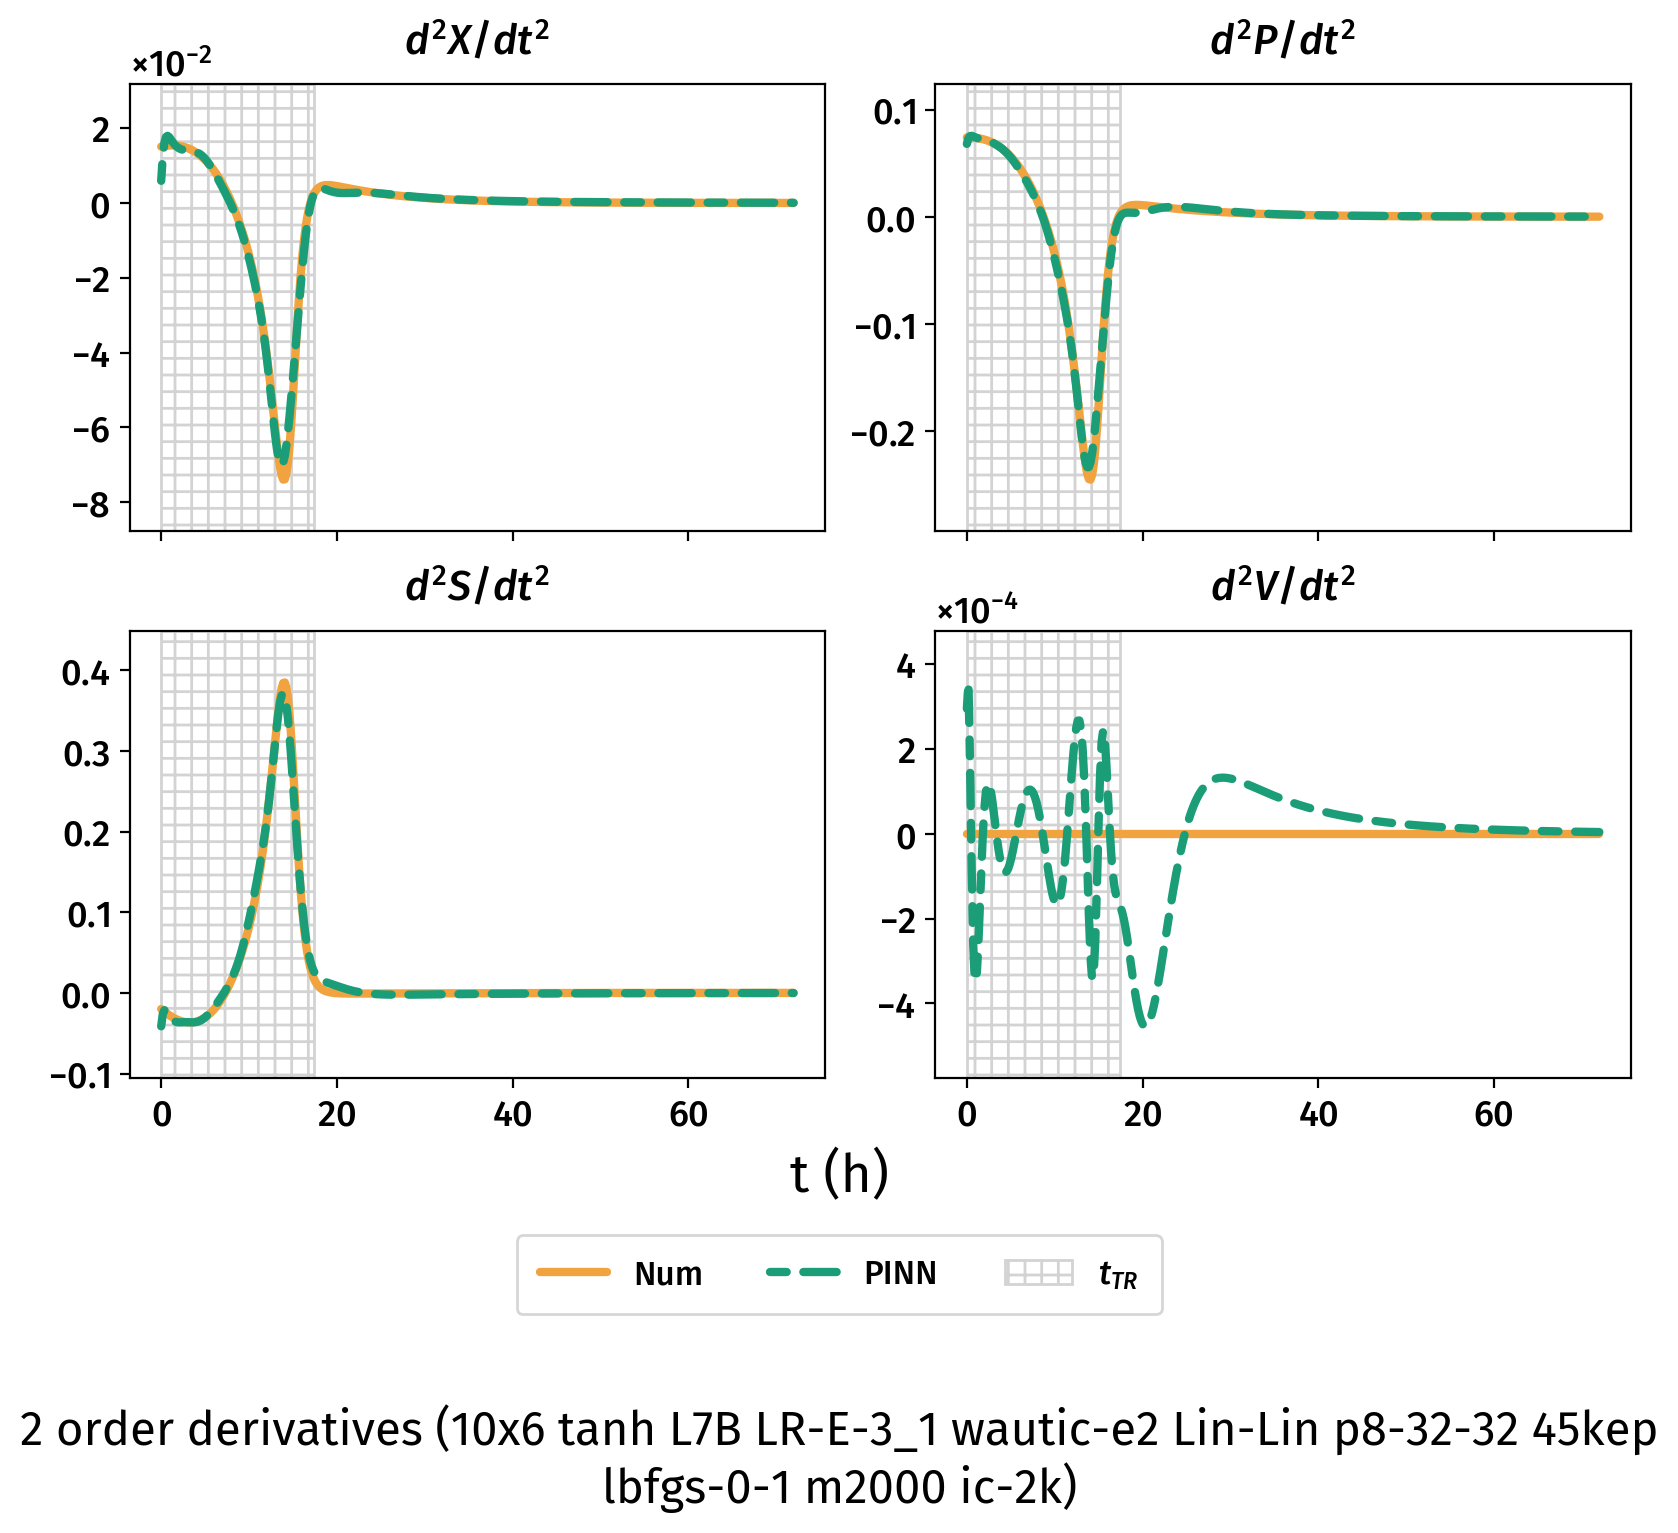 d²X/dt²
×10⁻²
2
0
−2
−4
−6
−8
d²P/dt²
0.1
0.0
−0.1
−0.2
d²S/dt²
0.4
0.3
0.2
0.1
0.0
−0.1
0 20 40 60
d²V/dt²
×10⁻⁴
4
2
0
−2
−4
0 20 40 60
t (h)
Num PINN t_TR
2 order derivatives (10x6 tanh L7B LR-E-3_1 wautic-e2 Lin-Lin p8-32-32 45kep
lbfgs-0-1 m2000 ic-2k)